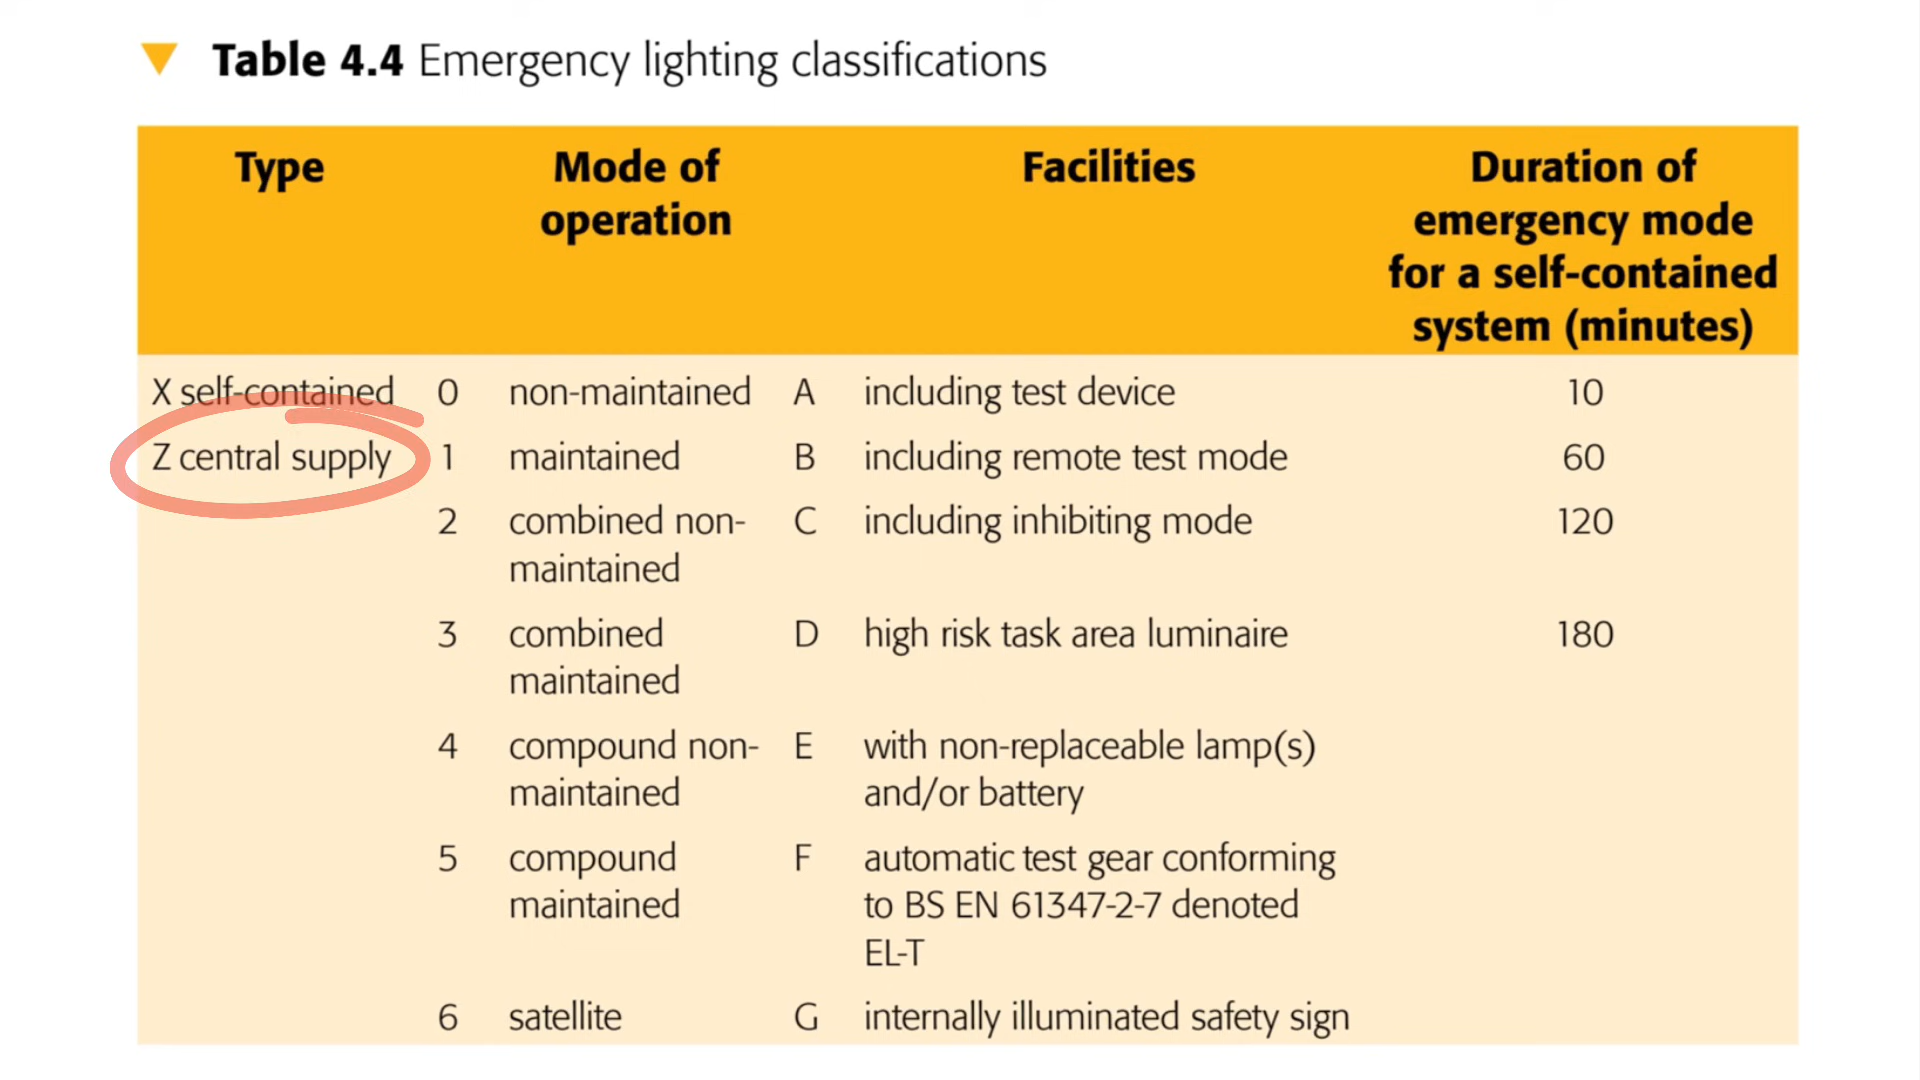 ▼ Table 4.4 Emergency lighting classifications
Type Mode of Facilities Duration of
operation emergency mode
for a self-contained
system (minutes)
X self-contained 0 non-maintained A including test device 10
Z central supply 1 maintained B including remote test mode 60
2 combined non- C including inhibiting mode 120
maintained
3 combined D high risk task area luminaire 180
maintained
4 compound non- E with non-replaceable lamp(s)
maintained and/or battery
5 compound F automatic test gear conforming
maintained to BS EN 61347-2-7 denoted
EL-T
6 satellite G internally illuminated safety sign